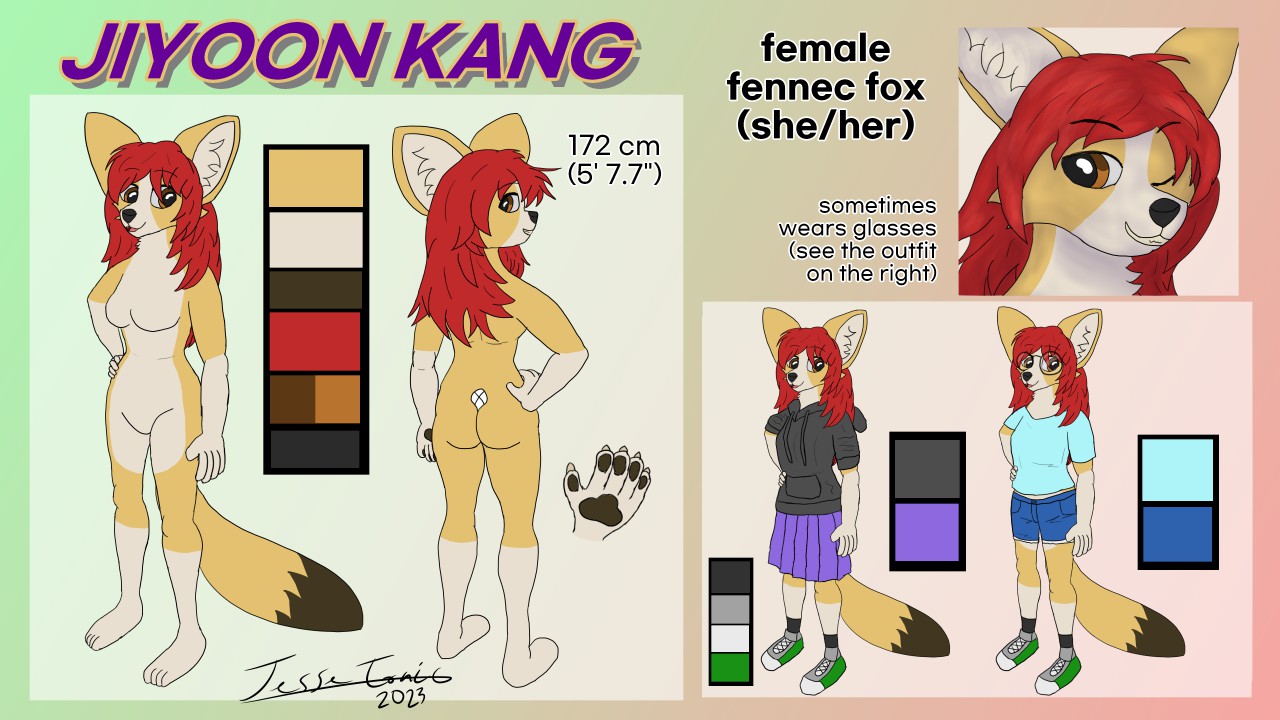 JIYOON KANG
172 cm
(5' 7.7")
female
fennec fox
(she/her)
sometimes
wears glasses
(see the outfit
on the right)
Jesse
2023